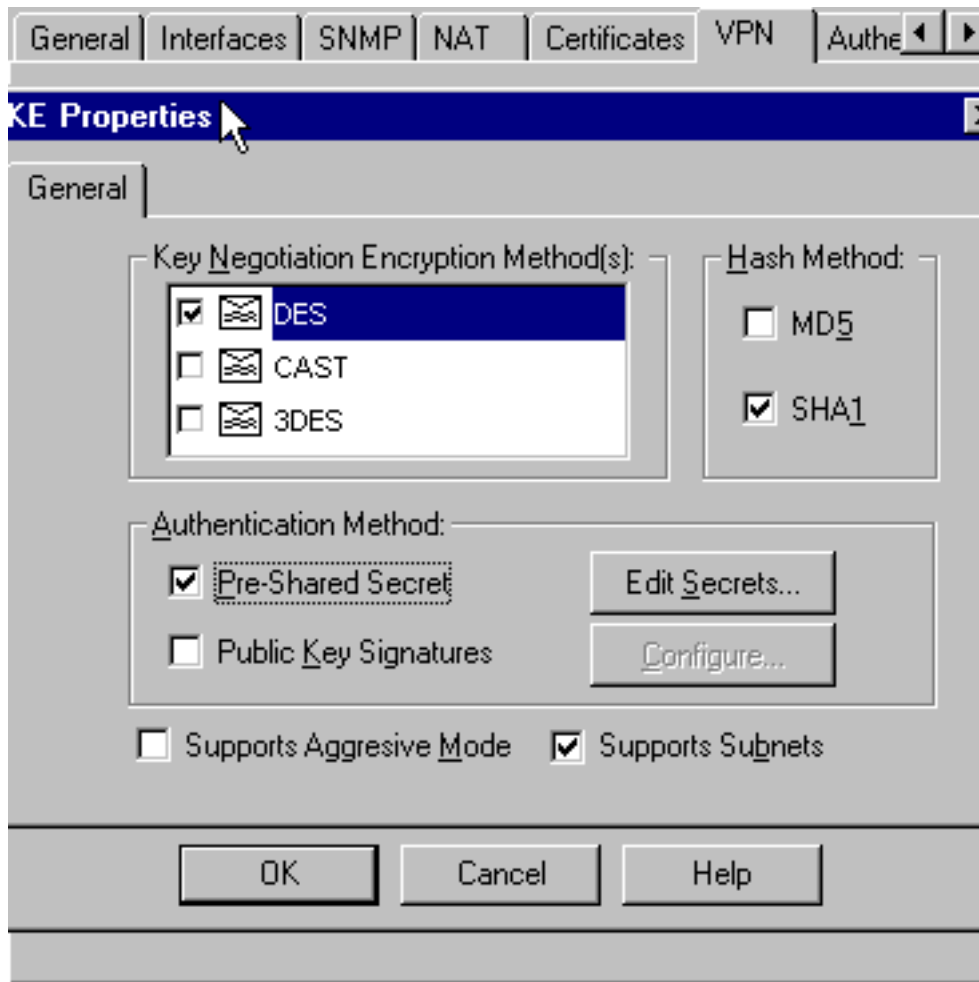 General Interfaces SNMP NAT Certificates VPN Authe
KE Properties
General
Key Negotiation Encryption Method(s):
DES
CAST
3DES
Hash Method:
MD5
SHA1
Authentication Method:
Pre-Shared Secret
Edit Secrets...
Public Key Signatures
Configure...
Supports Aggresive Mode
Supports Subnets
OK Cancel Help